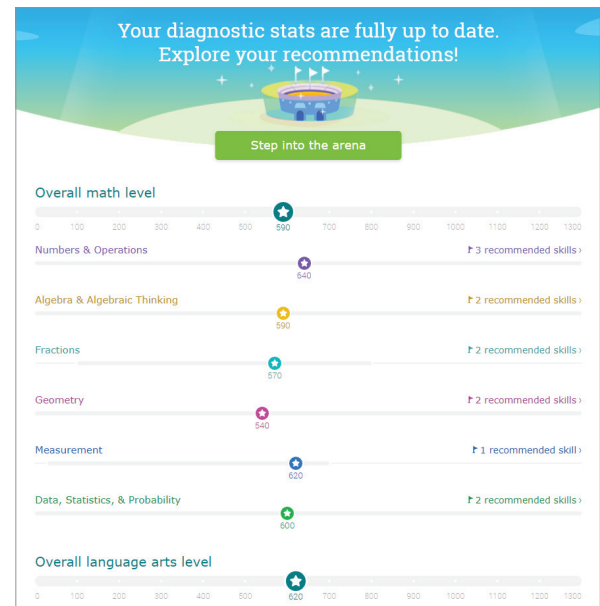 Your diagnostic stats are fully up to date.
Explore your recommendations!
Step into the arena
Overall math level
0 100 200 300 400 500 590 700 800 900 1000 1100 1200 1300
Numbers & Operations 3 recommended skills ›
640
Algebra & Algebraic Thinking 2 recommended skills ›
590
Fractions 2 recommended skills ›
570
Geometry 2 recommended skills ›
540
Measurement 1 recommended skill ›
620
Data, Statistics, & Probability 2 recommended skills ›
600
Overall language arts level
0 100 200 300 400 500 620 700 800 900 1000 1100 1200 1300